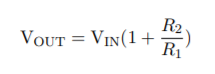 V_OUT = V_IN(1 + R_2/R_1)